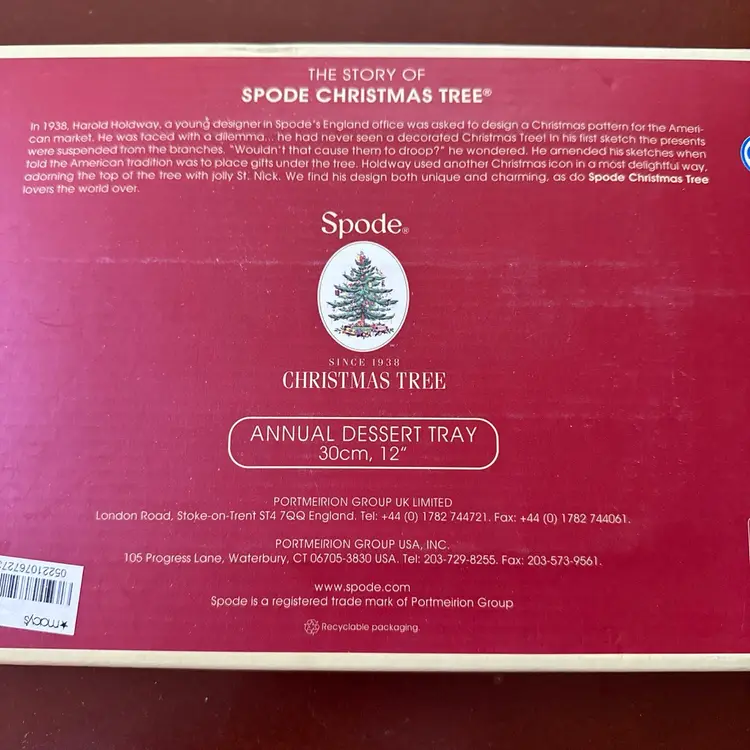 THE STORY OF
SPODE CHRISTMAS TREE®
In 1938, Harold Holdway, a young designer in Spode's England office was asked to design a Christmas pattern for the Ameri-
can market. He was faced with a dilemma... he had never seen a decorated Christmas Tree! In his first sketch the presents
were suspended from the branches. "Wouldn't that cause them to droop?" he wondered. He amended his sketches when
told the American tradition was to place gifts under the tree. Holdway used another Christmas icon in a most delightful way,
adorning the top of the tree with jolly St. Nick. We find his design both unique and charming, as do Spode Christmas Tree
lovers the world over.
Spode®
SINCE 1938
CHRISTMAS TREE
ANNUAL DESSERT TRAY
30cm, 12"
PORTMEIRION GROUP UK LIMITED
London Road, Stoke-on-Trent ST4 7QQ England. Tel: +44 (0) 1782 744721. Fax: +44 (0) 1782 744061.
PORTMEIRION GROUP USA, INC.
105 Progress Lane, Waterbury, CT 06705-3830 USA. Tel: 203-729-8255. Fax: 203-573-9561.
www.spode.com
Spode is a registered trade mark of Portmeirion Group
Recyclable packaging.
★macy's